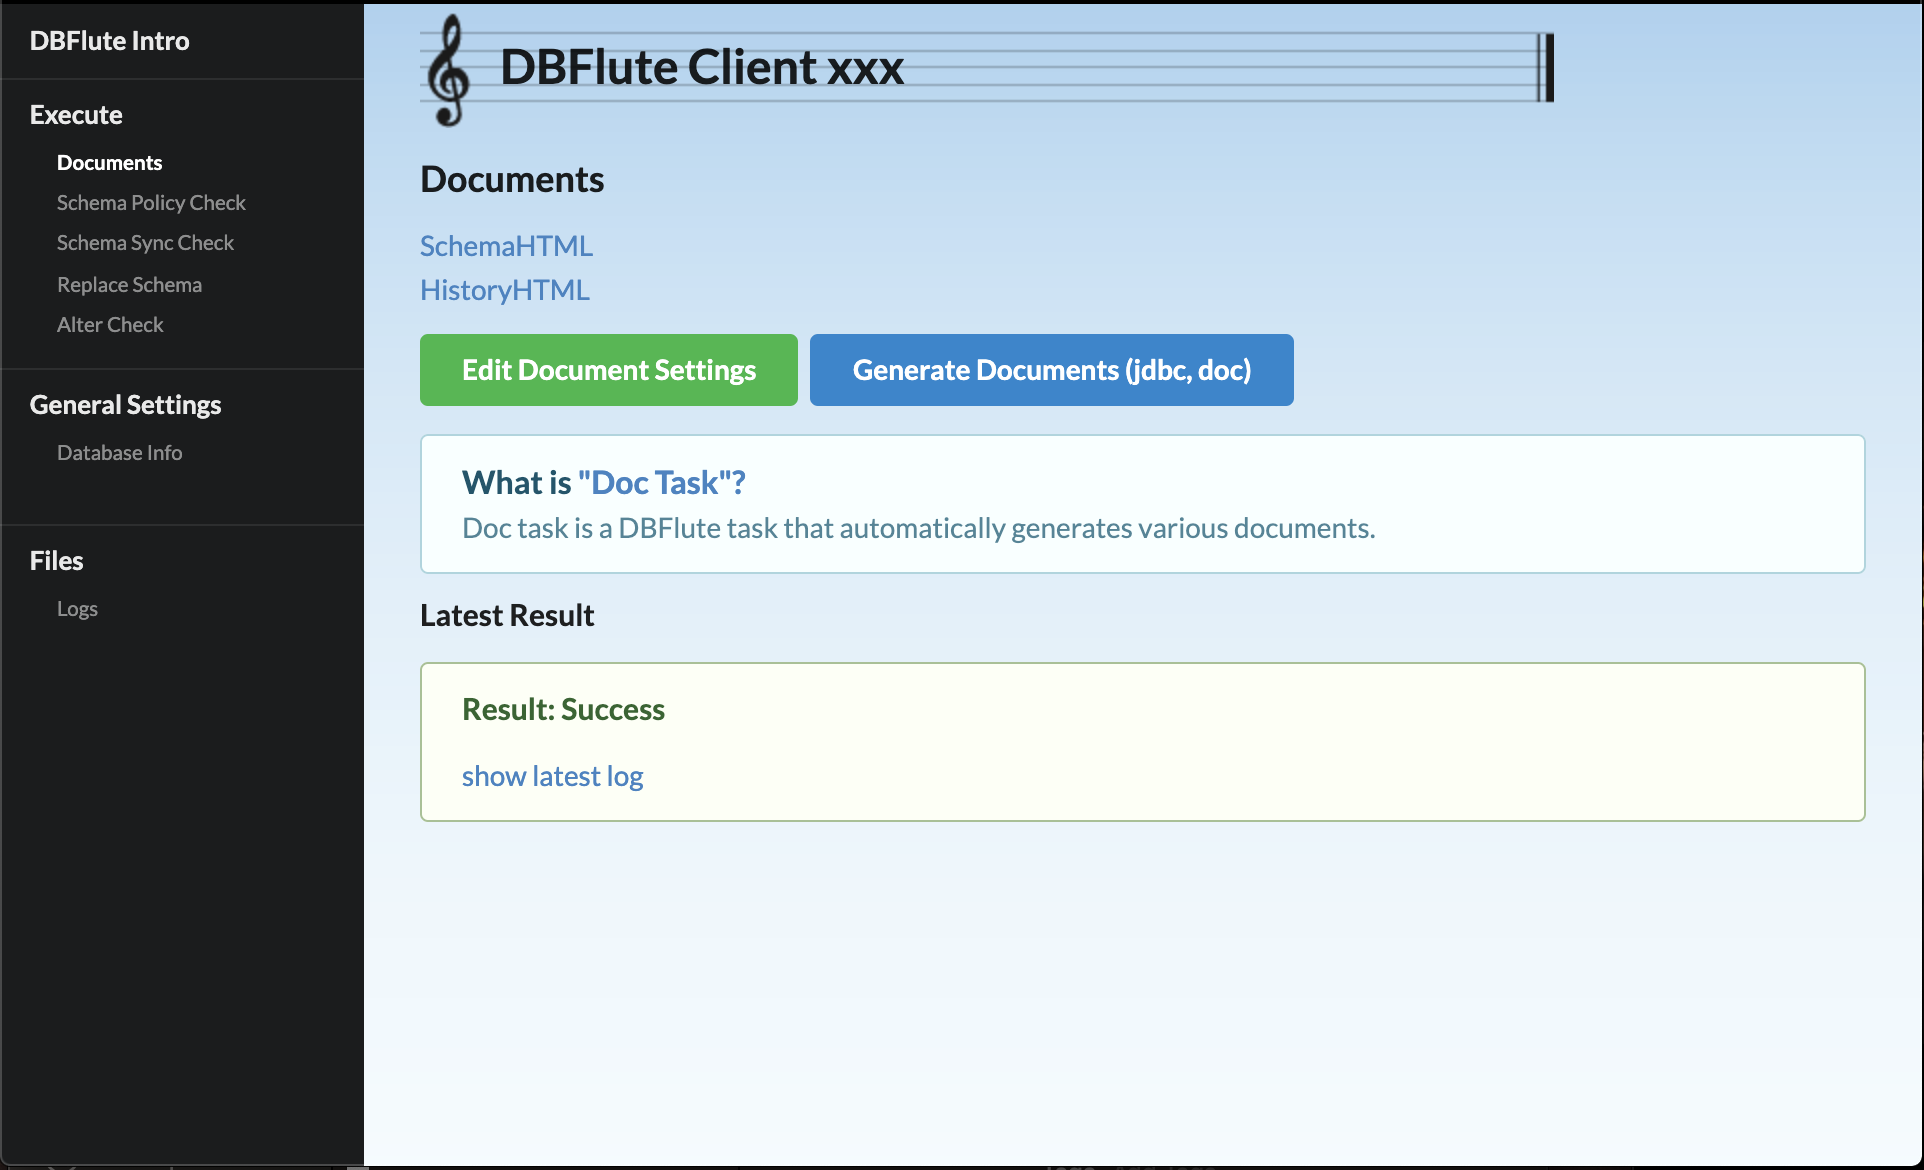 DBFlute Intro
Execute
Documents
Schema Policy Check
Schema Sync Check
Replace Schema
Alter Check
General Settings
Database Info
Files
Logs
DBFlute Client xxx
Documents
SchemaHTML
HistoryHTML
Edit Document Settings
Generate Documents (jdbc, doc)
What is "Doc Task"?
Doc task is a DBFlute task that automatically generates various documents.
Latest Result
Result: Success
show latest log